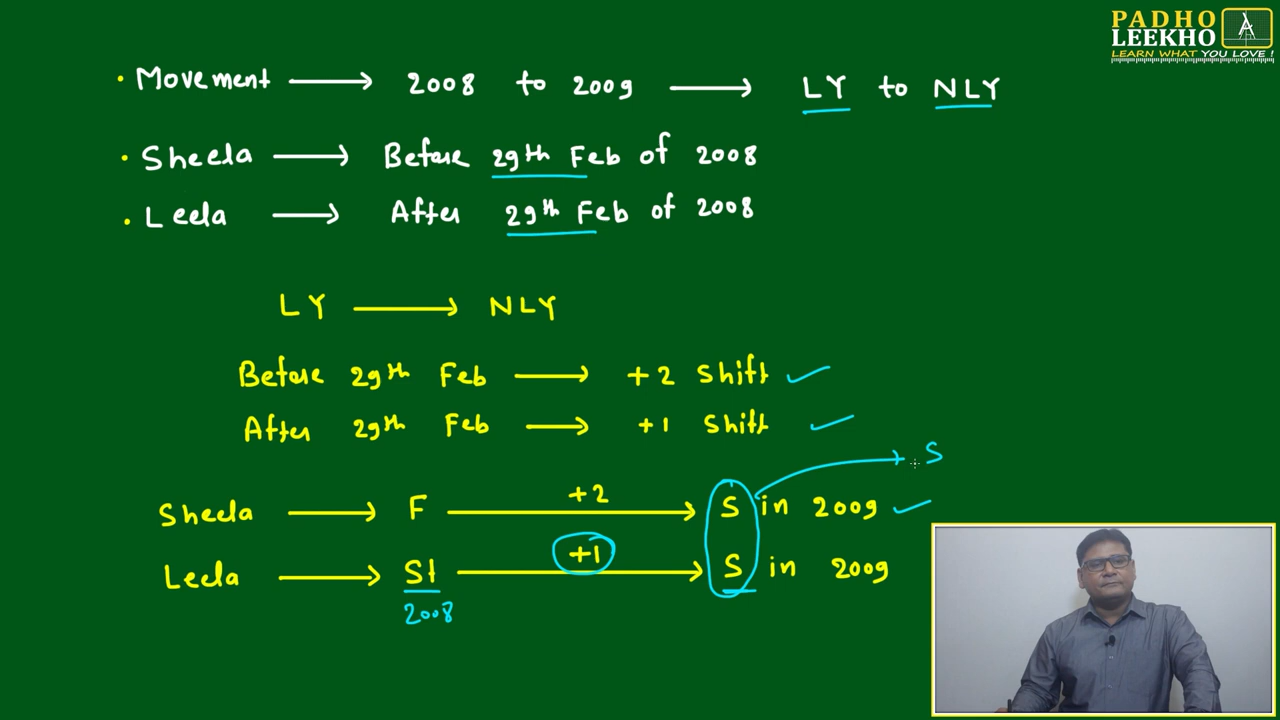 PADHO
LEEKHO
LEARN WHAT YOU LOVE !
• Movement → 2008 to 2009 → LY to NLY
• Sheela → Before 29th Feb of 2008
• Leela → After 29th Feb of 2008
LY → NLY
Before 29th Feb → +2 Shift ✓
After 29th Feb → +1 Shift ✓
S
+2
Sheela → F → S in 2009 ✓
+1
Leela → St → S in 2009
2008